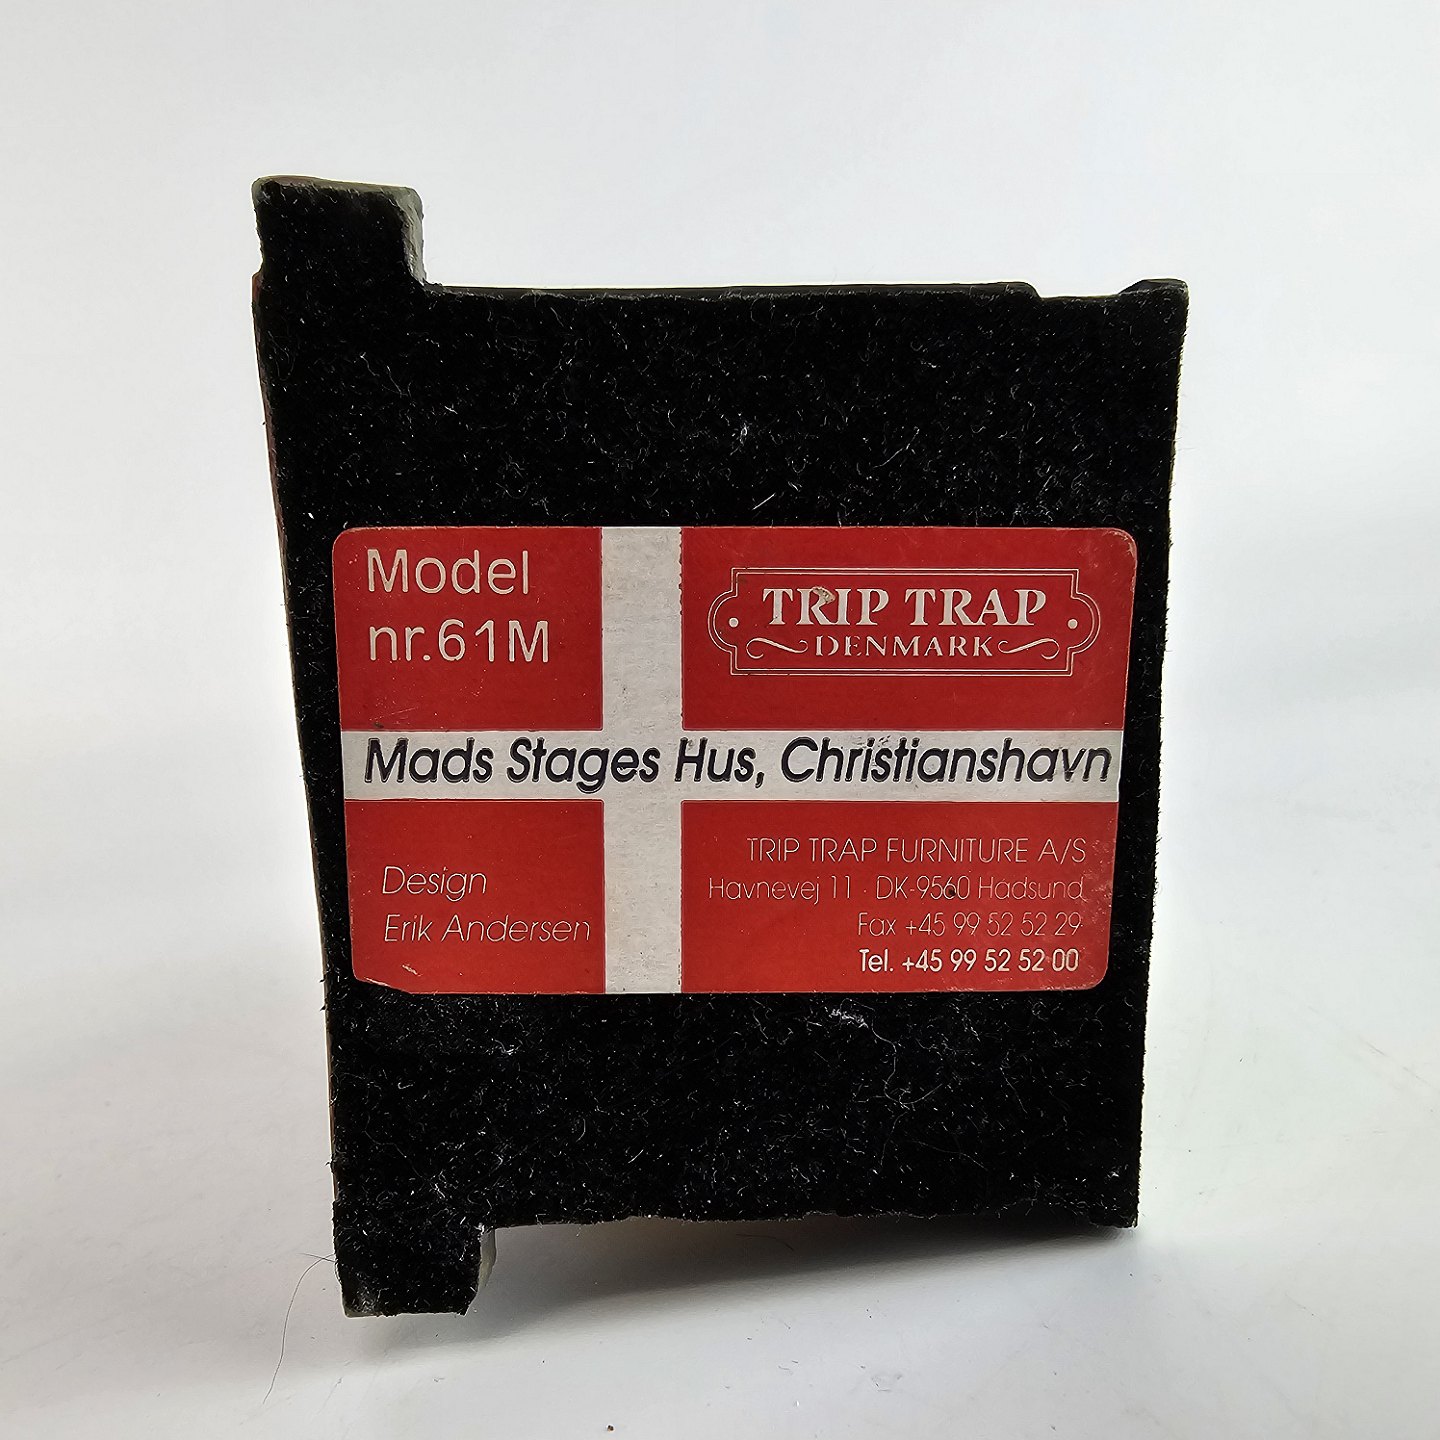 Model
nr.61M
TRIP TRAP
DENMARK
Mads Stages Hus, Christianshavn
Design
Erik Andersen
TRIP TRAP FURNITURE A/S
Havnevej 11 · DK-9560 Hadsund
Fax +45 99 52 52 29
Tel. +45 99 52 52 00